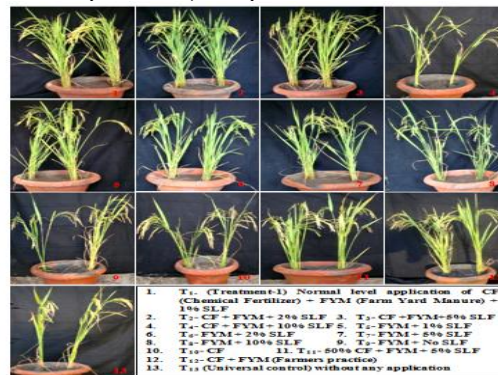 1. T₁- (Treatment-1) Normal level application of CF
(Chemical Fertilizer) + FYM (Farm Yard Manure) +
1% SLF
2. T₂- CF + FYM + 2% SLF 3. T₃- CF +FYM+5% SLF
4. T₄- CF + FYM + 10% SLF 5. T₅- FYM + 1% SLF
6. T₆- FYM + 2% SLF 7. T₇- FYM + 5% SLF
8. T₈- FYM + 10% SLF 9. T₉- FYM + No SLF
10. T₁₀- CF 11. T₁₁- 50% CF + FYM + 5% SLF
12. T₁₂- CF + FYM (Farmers practice)
13. T₁₃ (Universal control) without any application